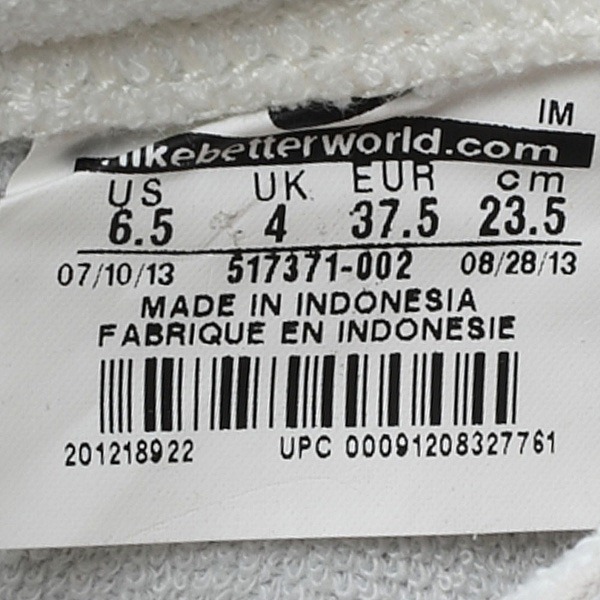 IM
nikebetterworld.com
US UK EUR cm
6.5 4 37.5 23.5
07/10/13 517371-002 08/28/13
MADE IN INDONESIA
FABRIQUE EN INDONESIE
201218922 UPC 00091208327761